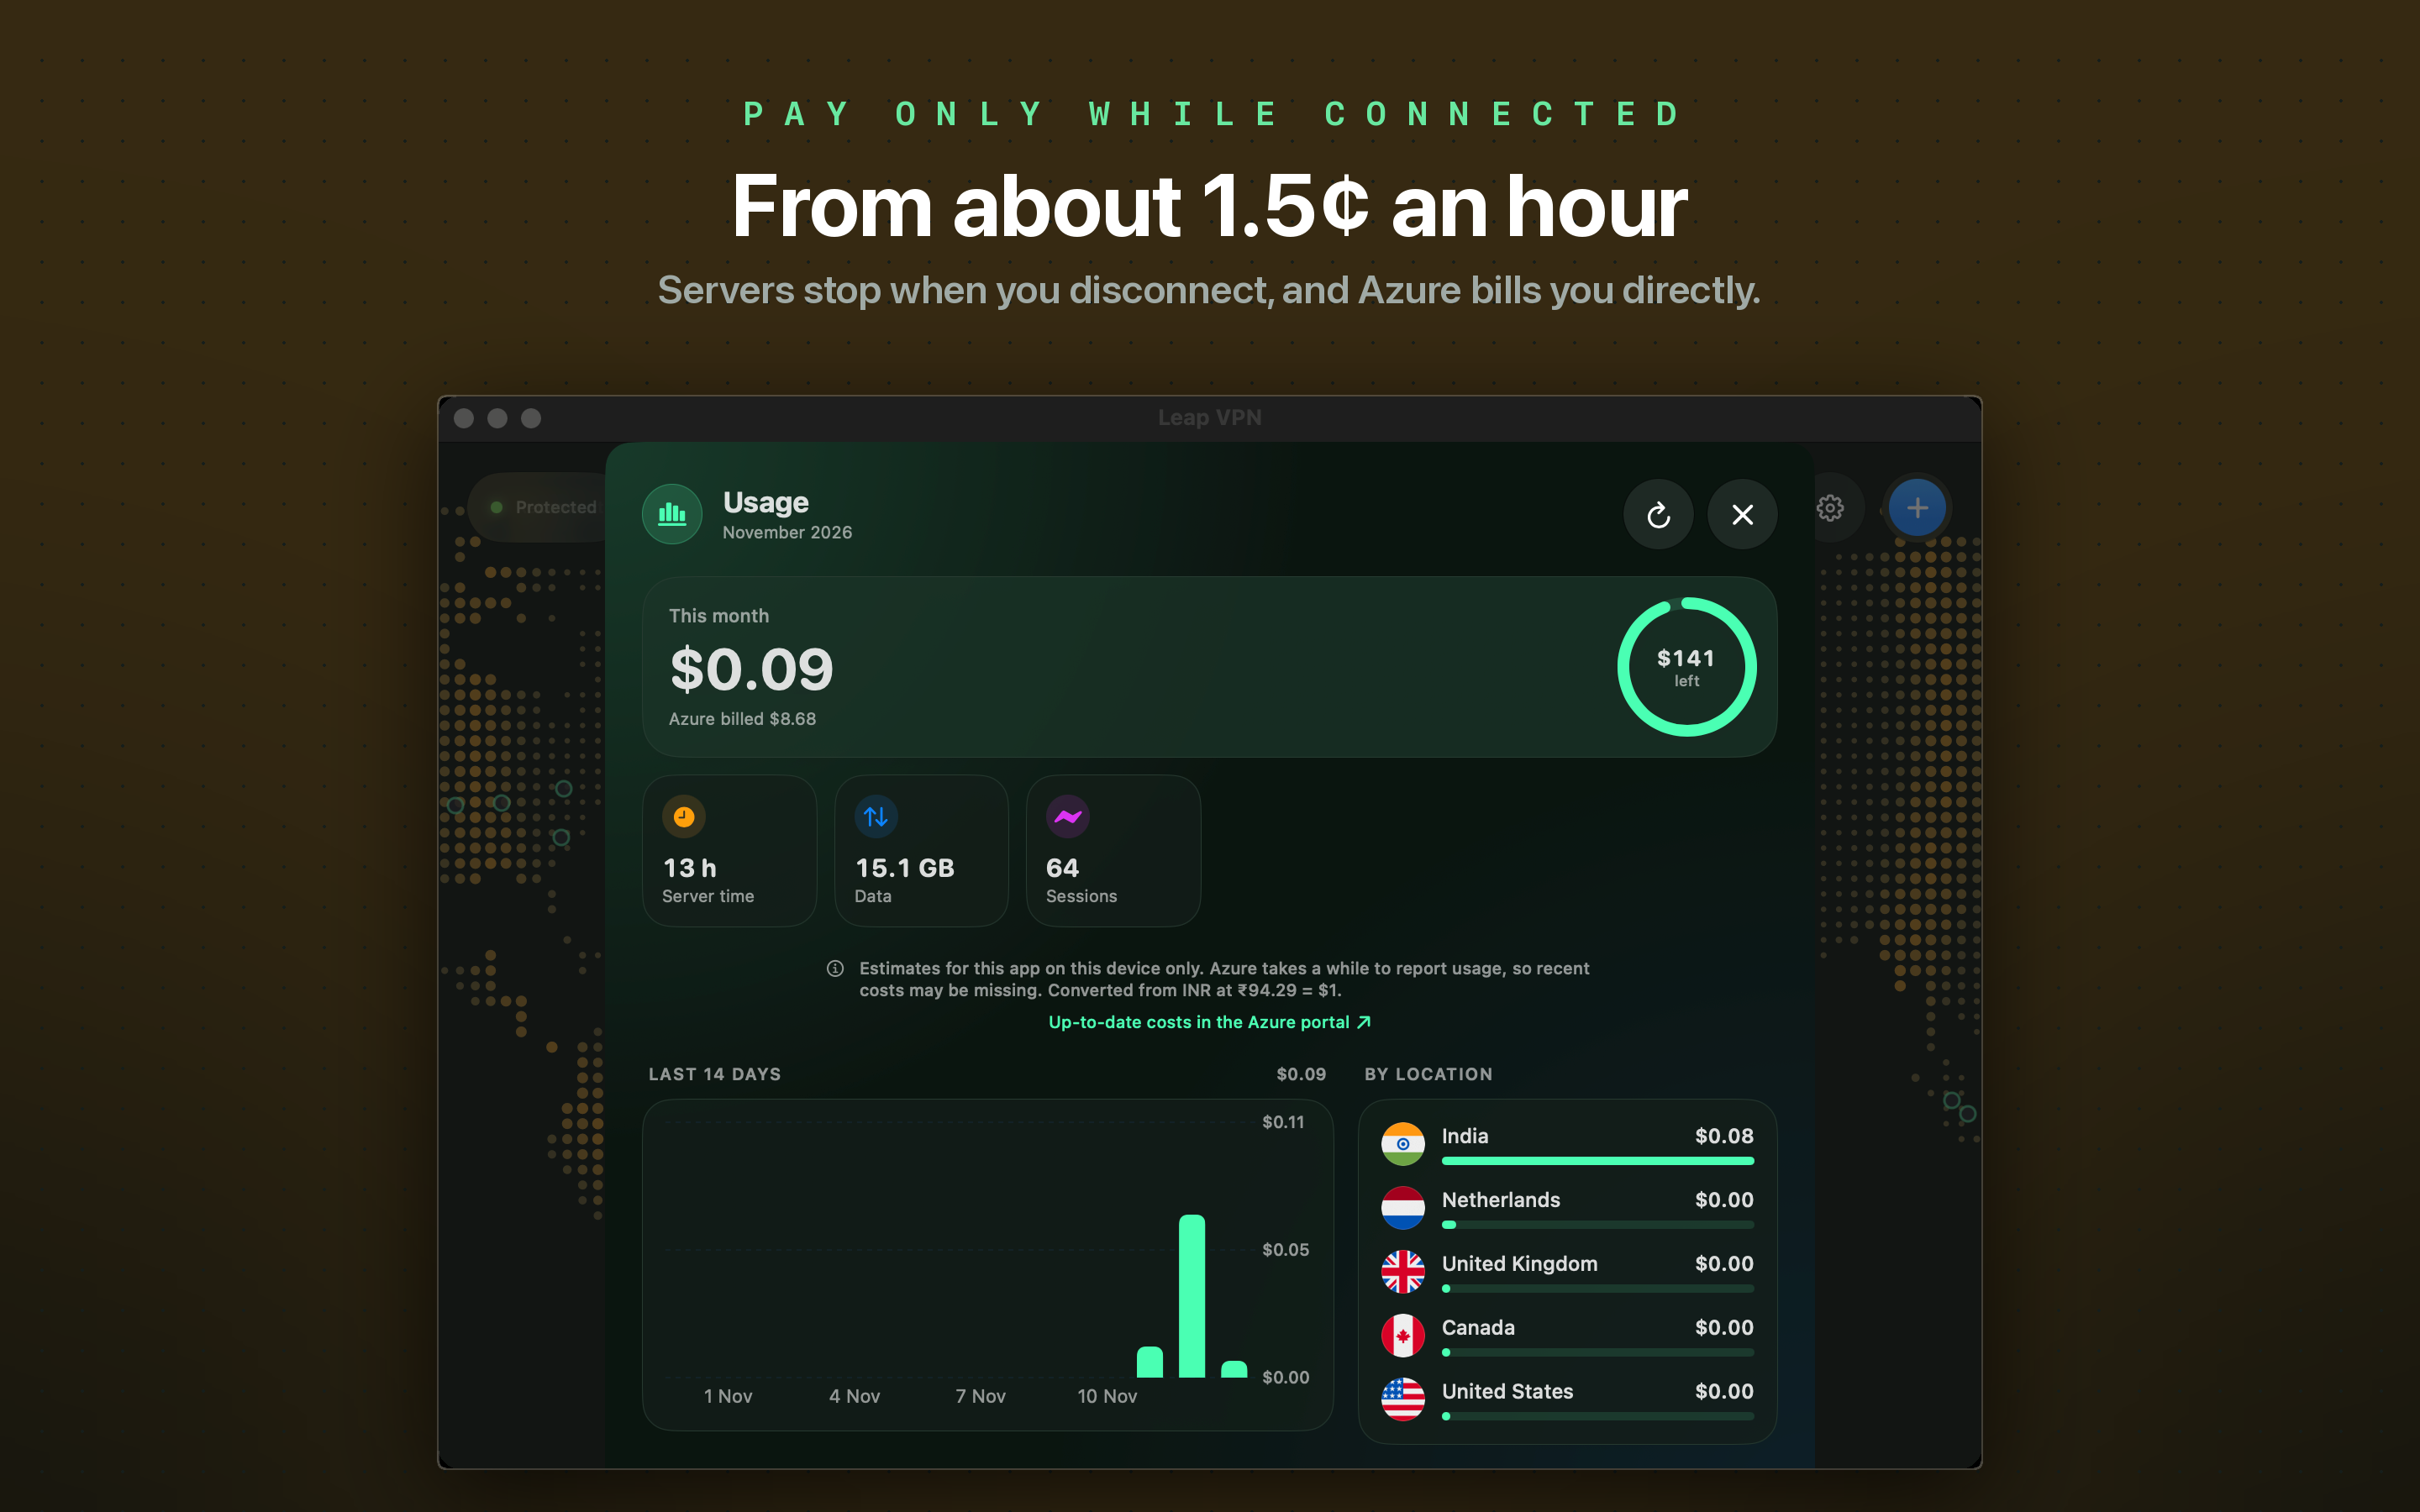 PAY ONLY WHILE CONNECTED
From about 1.5¢ an hour
Servers stop when you disconnect, and Azure bills you directly.
Leap VPN
Protected
Usage
November 2026
This month
$0.09
Azure billed $8.68
$141
left
13 h
Server time
15.1 GB
Data
64
Sessions
Estimates for this app on this device only. Azure takes a while to report usage, so recent
costs may be missing. Converted from INR at ₹94.29 = $1.
Up-to-date costs in the Azure portal
LAST 14 DAYS
$0.09
$0.11
$0.05
$0.00
1 Nov
4 Nov
7 Nov
10 Nov
BY LOCATION
India
$0.08
Netherlands
$0.00
United Kingdom
$0.00
Canada
$0.00
United States
$0.00